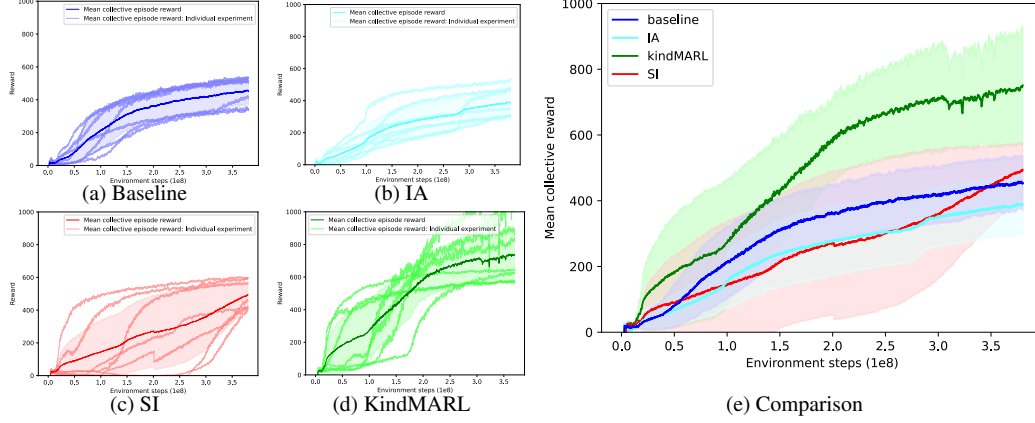 1000
800
600
400
200
0
Reward
Mean collective episode reward
Mean collective episode reward: Individual experiment
0.0 0.5 1.0 1.5 2.0 2.5 3.0 3.5
Environment steps (1e8)
(a) Baseline
1000
800
600
400
200
0
Reward
Mean collective episode reward
Mean collective episode reward: Individual experiment
0.0 0.5 1.0 1.5 2.0 2.5 3.0 3.5
Environment steps (1e8)
(b) IA
1000
800
600
400
200
0
Reward
Mean collective episode reward
Mean collective episode reward: Individual experiment
0.0 0.5 1.0 1.5 2.0 2.5 3.0 3.5
Environment steps (1e8)
(c) SI
1000
800
600
400
200
0
Reward
Mean collective episode reward
Mean collective episode reward: Individual experiment
0.0 0.5 1.0 1.5 2.0 2.5 3.0 3.5
Environment steps (1e8)
(d) KindMARL
1000
800
600
400
200
0
Mean collective reward
baseline
IA
kindMARL
SI
0.0 0.5 1.0 1.5 2.0 2.5 3.0 3.5
Environment steps (1e8)
(e) Comparison